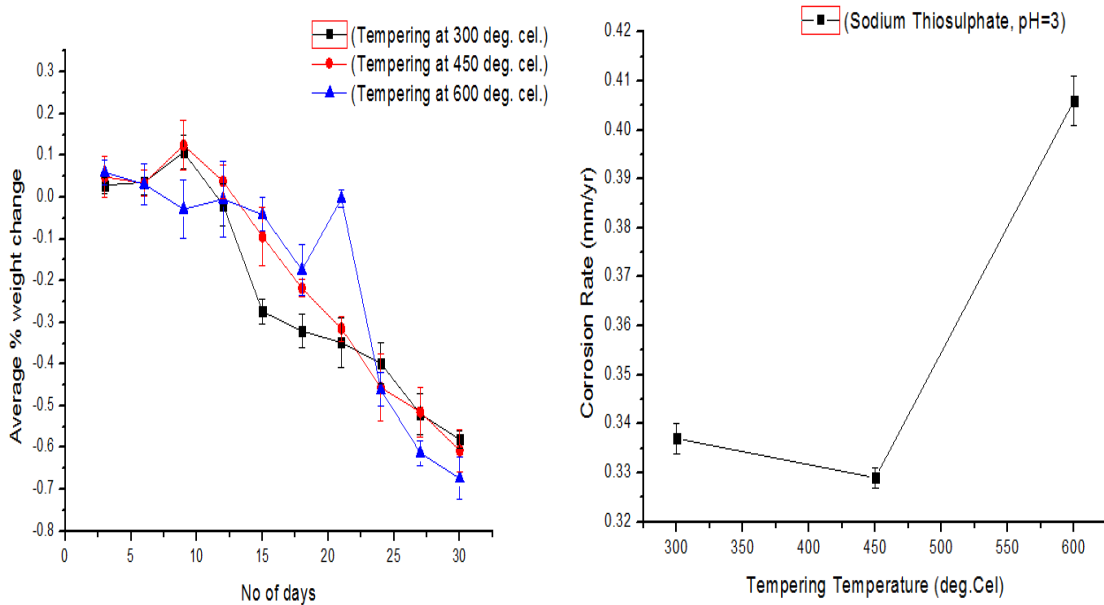 (Tempering at 300 deg. cel.)
(Tempering at 450 deg. cel.)
(Tempering at 600 deg. cel.)
0.3
0.2
0.1
0.0
-0.1
-0.2
-0.3
-0.4
-0.5
-0.6
-0.7
-0.8
Average % weight change
0 5 10 15 20 25 30
No of days
(Sodium Thiosulphate, pH=3)
0.42
0.41
0.40
0.39
0.38
0.37
0.36
0.35
0.34
0.33
0.32
Corrosion Rate (mm/yr)
300 350 400 450 500 550 600
Tempering Temperature (deg.Cel)